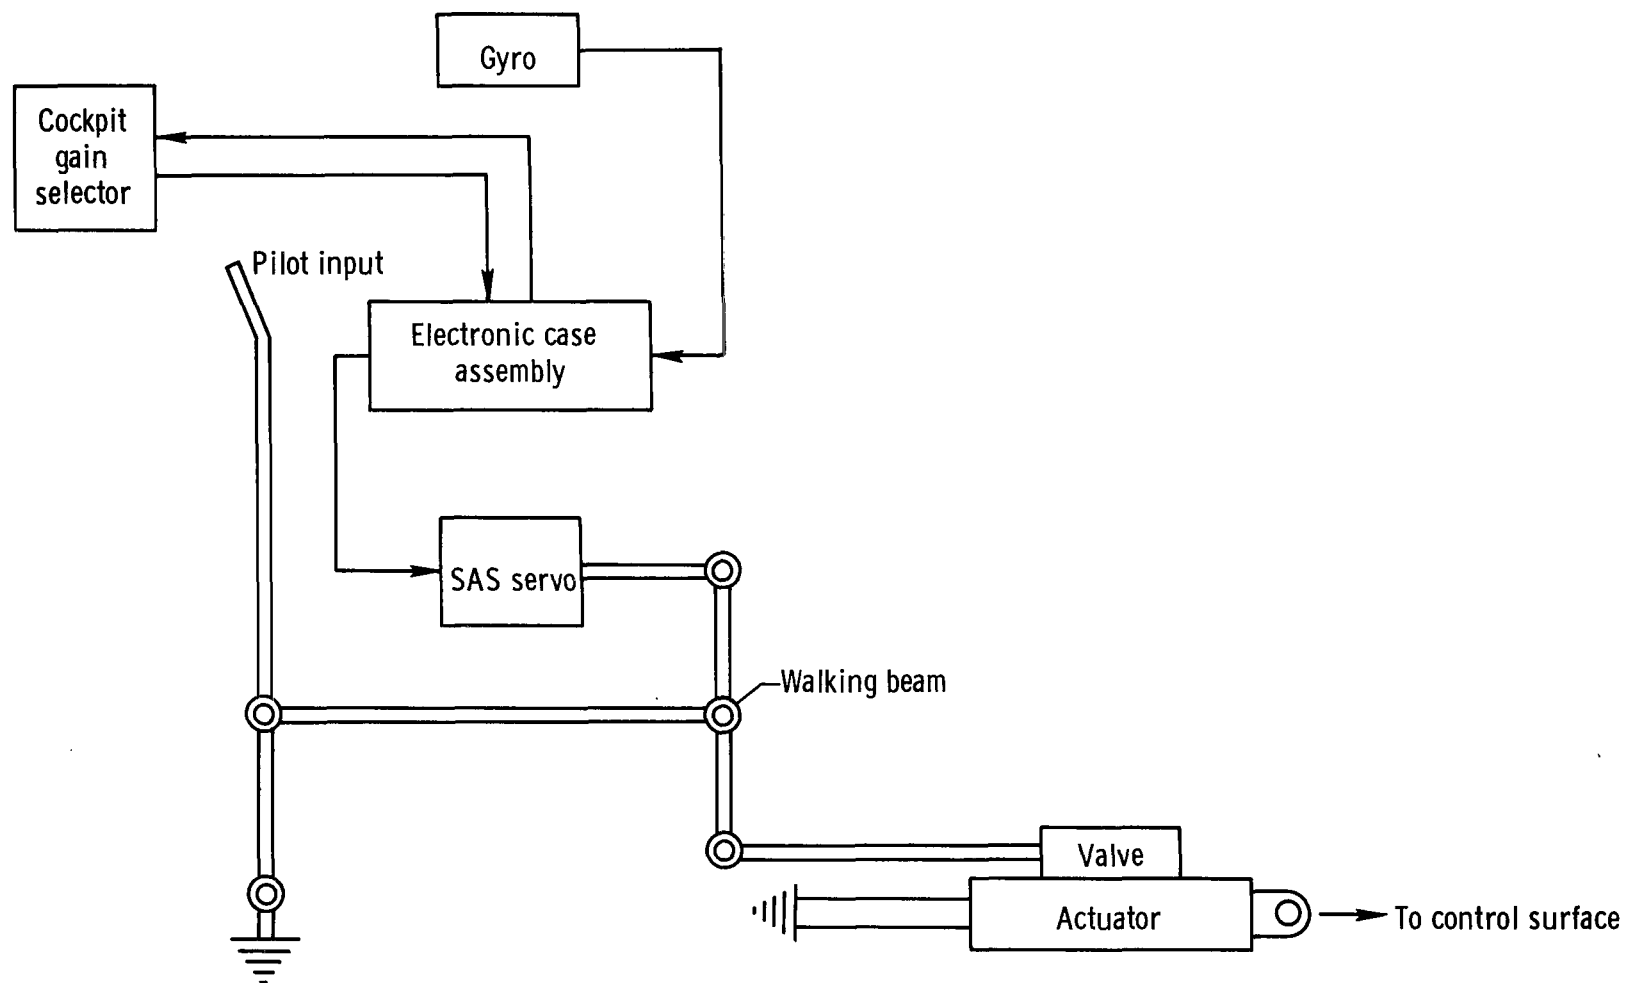 Gyro
Cockpit
gain
selector
Pilot input
Electronic case
assembly
SAS servo
Walking beam
Valve
Actuator
To control surface